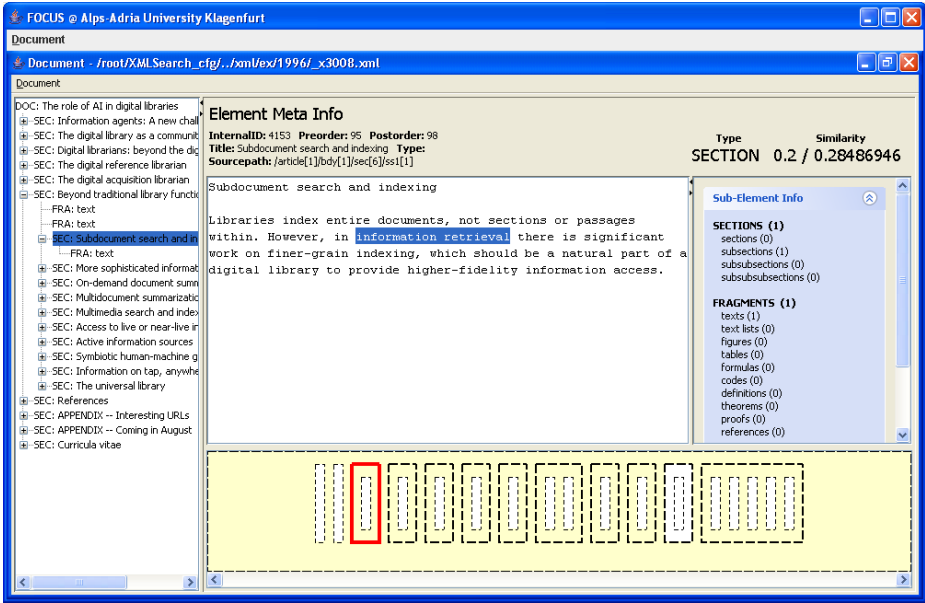 FOCUS @ Alps-Adria University Klagenfurt
Document
Document - /root/XMLSearch_cfg/../xml/ex/1996/_x3008.xml
Document
DOC: The role of AI in digital libraries
SEC: Information agents: A new chall
SEC: The digital library as a communit
SEC: Digital librarians: beyond the dig
SEC: The digital reference librarian
SEC: The digital acquisition librarian
SEC: Beyond traditional library functio
FRA: text
FRA: text
SEC: Subdocument search and in
FRA: text
SEC: More sophisticated informat
SEC: On-demand document summ
SEC: Multidocument summarizatic
SEC: Multimedia search and index
SEC: Access to live or near-live ir
SEC: Active information sources
SEC: Symbiotic human-machine g
SEC: Information on tap, anywhe
SEC: The universal library
SEC: References
SEC: APPENDIX -- Interesting URLs
SEC: APPENDIX -- Coming in August
SEC: Curricula vitae
Element Meta Info
InternalID: 4153 Preorder: 95 Postorder: 98
Title: Subdocument search and indexing Type:
Sourcepath: /article[1]/bdy[1]/sec[6]/ss1[1]
Type Similarity
SECTION 0.2 / 0.28486946
Subdocument search and indexing
Libraries index entire documents, not sections or passages
within. However, in information retrieval there is significant
work on finer-grain indexing, which should be a natural part of a
digital library to provide higher-fidelity information access.
Sub-Element Info
SECTIONS (1)
sections (0)
subsections (1)
subsubsections (0)
subsubsubsections (0)
FRAGMENTS (1)
texts (1)
text lists (0)
figures (0)
tables (0)
formulas (0)
codes (0)
definitions (0)
theorems (0)
proofs (0)
references (0)